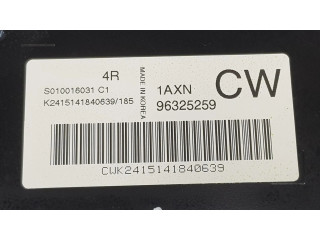 4R
S010016031 C1
K2415141840639/185
MADE IN KOREA
1AXN
96325259
CW
CWK2415141840639